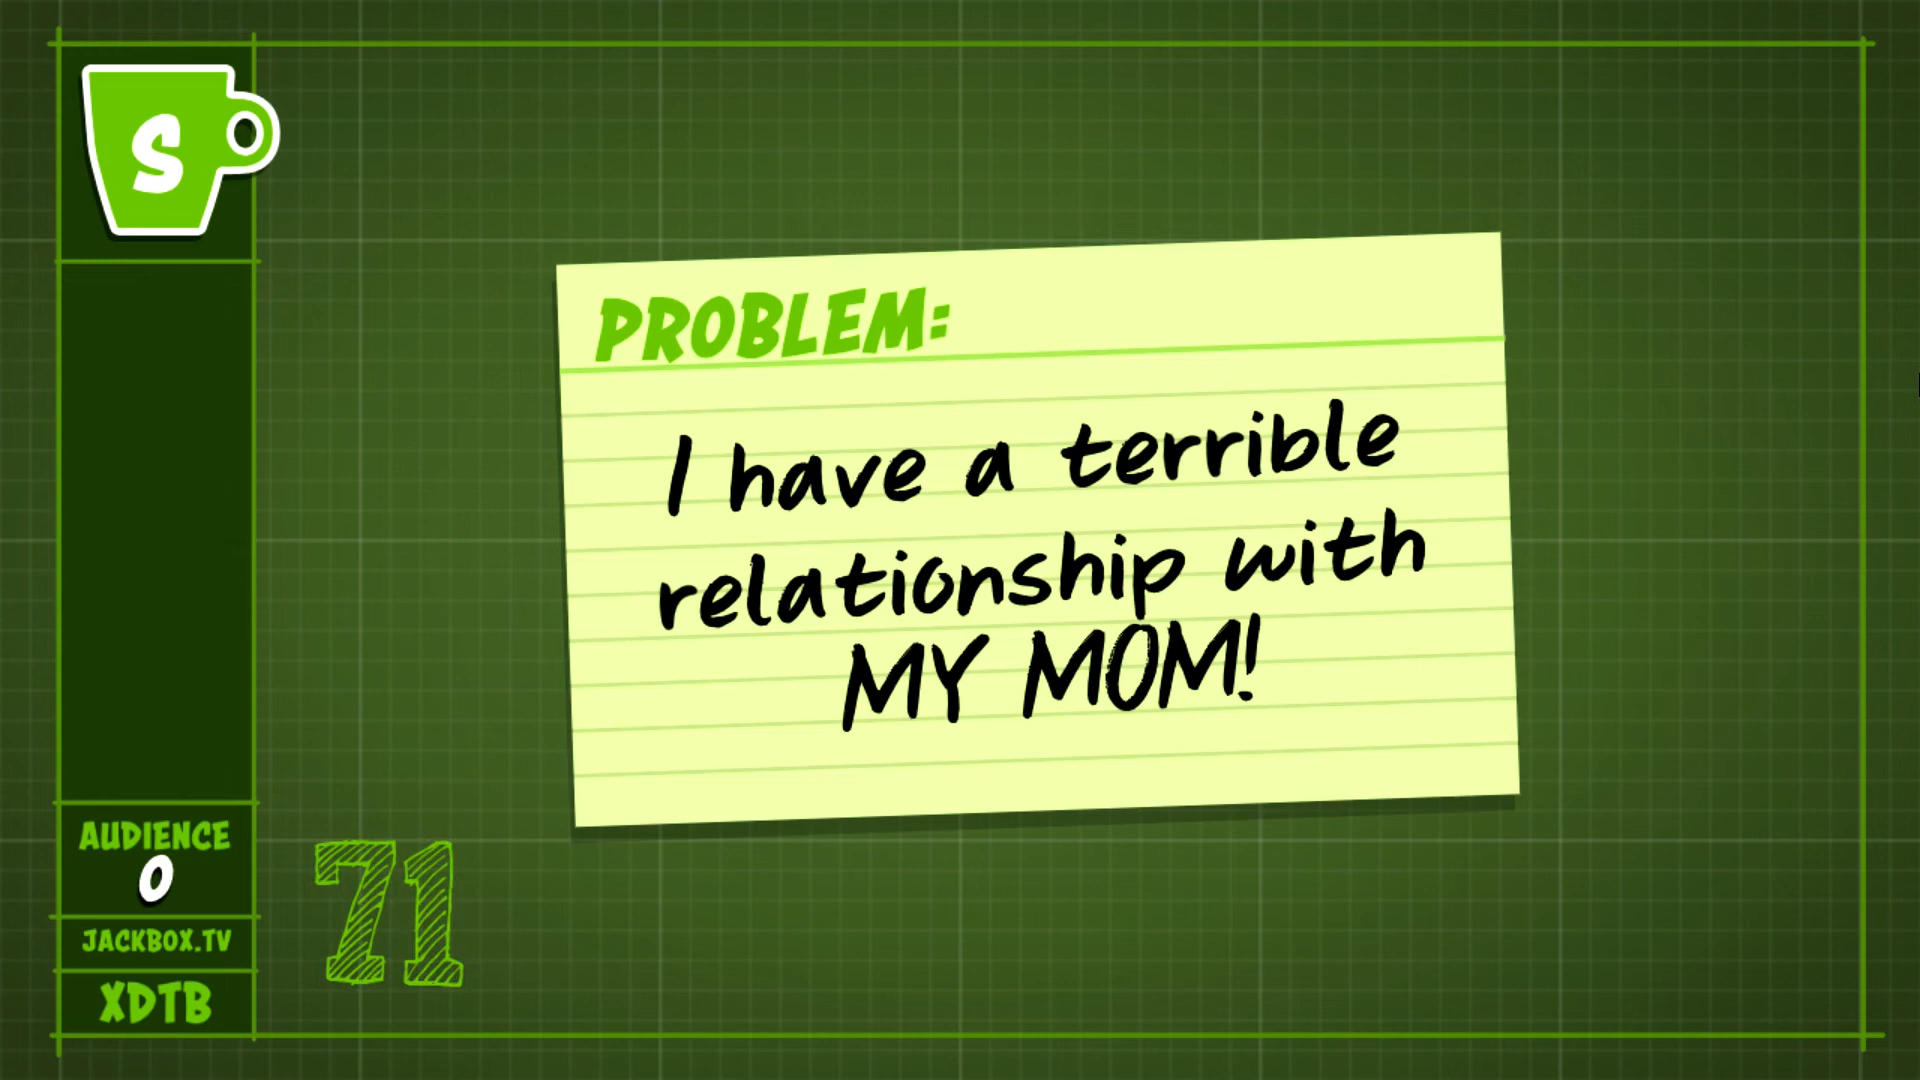 S
PROBLEM:
I have a terrible
relationship with
MY MOM!
AUDIENCE
0
JACKBOX.TV
XDTB
71